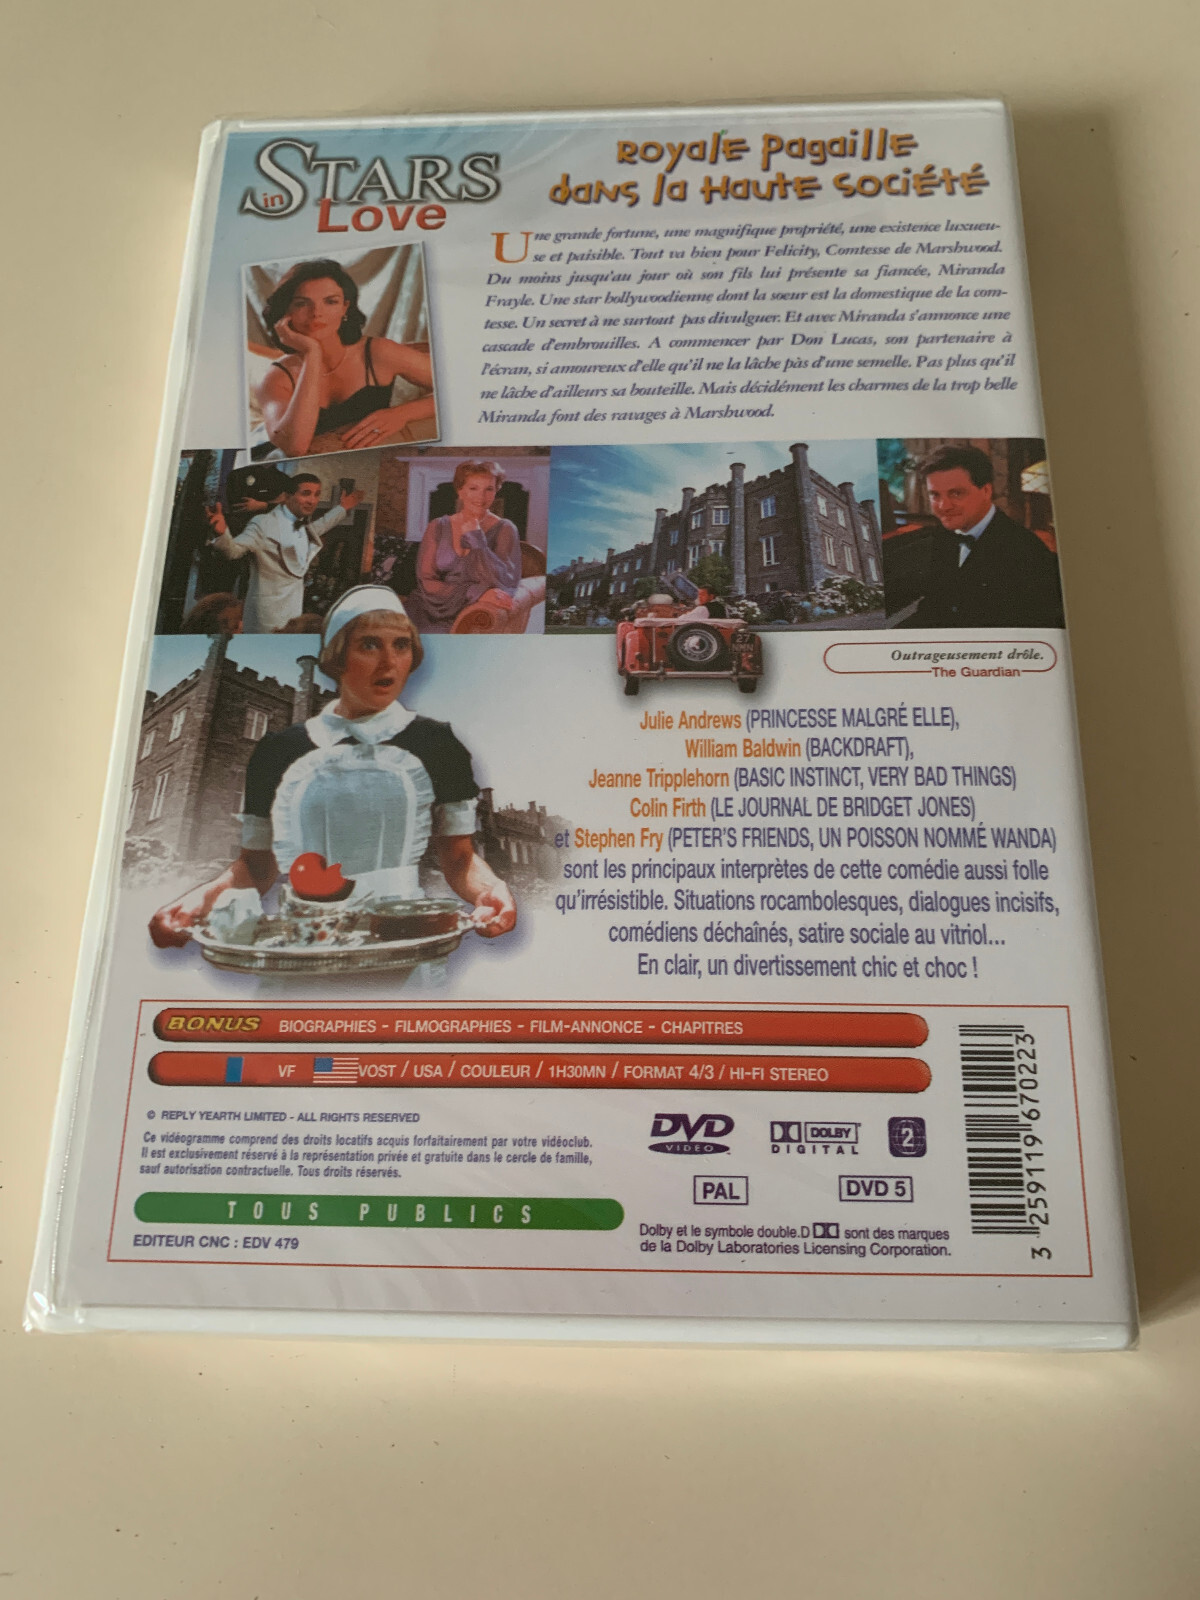 STARS
in
Love
Royale Pagaille
dans la Haute Société
Une grande fortune, une magnifique propriété, une existence luxueu-
se et paisible. Tout va bien pour Felicity, Comtesse de Marshwood.
Du moins jusqu'au jour où son fils lui présente sa fiancée, Miranda
Frayle. Une star hollywoodienne dont la soeur est la domestique de la com-
tesse. Un secret à ne surtout pas divulguer. Et avec Miranda s'annonce une
cascade d'embrouilles. A commencer par Don Lucas, son partenaire à
l'écran, si amoureux d'elle qu'il ne la lâche pàs d'une semelle. Pas plus qu'il
ne lâche d'ailleurs sa bouteille. Mais décidément les charmes de la trop belle
Miranda font des ravages à Marshwood.
27
NMN
Outrageusement drôle.
The Guardian
Julie Andrews (PRINCESSE MALGRÉ ELLE),
William Baldwin (BACKDRAFT),
Jeanne Tripplehorn (BASIC INSTINCT, VERY BAD THINGS)
Colin Firth (LE JOURNAL DE BRIDGET JONES)
et Stephen Fry (PETER'S FRIENDS, UN POISSON NOMMÉ WANDA)
sont les principaux interprètes de cette comédie aussi folle
qu'irrésistible. Situations rocambolesques, dialogues incisifs,
comédiens déchaînés, satire sociale au vitriol...
En clair, un divertissement chic et choc !
BONUS BIOGRAPHIES - FILMOGRAPHIES - FILM-ANNONCE - CHAPITRES
VF VOST / USA / COULEUR / 1H30MN / FORMAT 4/3 / HI-FI STEREO
© REPLY YEARTH LIMITED - ALL RIGHTS RESERVED
Ce vidéogramme comprend des droits locatifs acquis forfaitairement par votre vidéoclub.
Il est exclusivement réservé à la représentation privée et gratuite dans le cercle de famille,
sauf autorisation contractuelle. Tous droits réservés.
TOUS PUBLICS
EDITEUR CNC : EDV 479
DVD
VIDEO
DOLBY
DIGITAL
2
PAL
DVD 5
Dolby et le symbole double.D sont des marques
de la Dolby Laboratories Licensing Corporation.
3 259119 670223